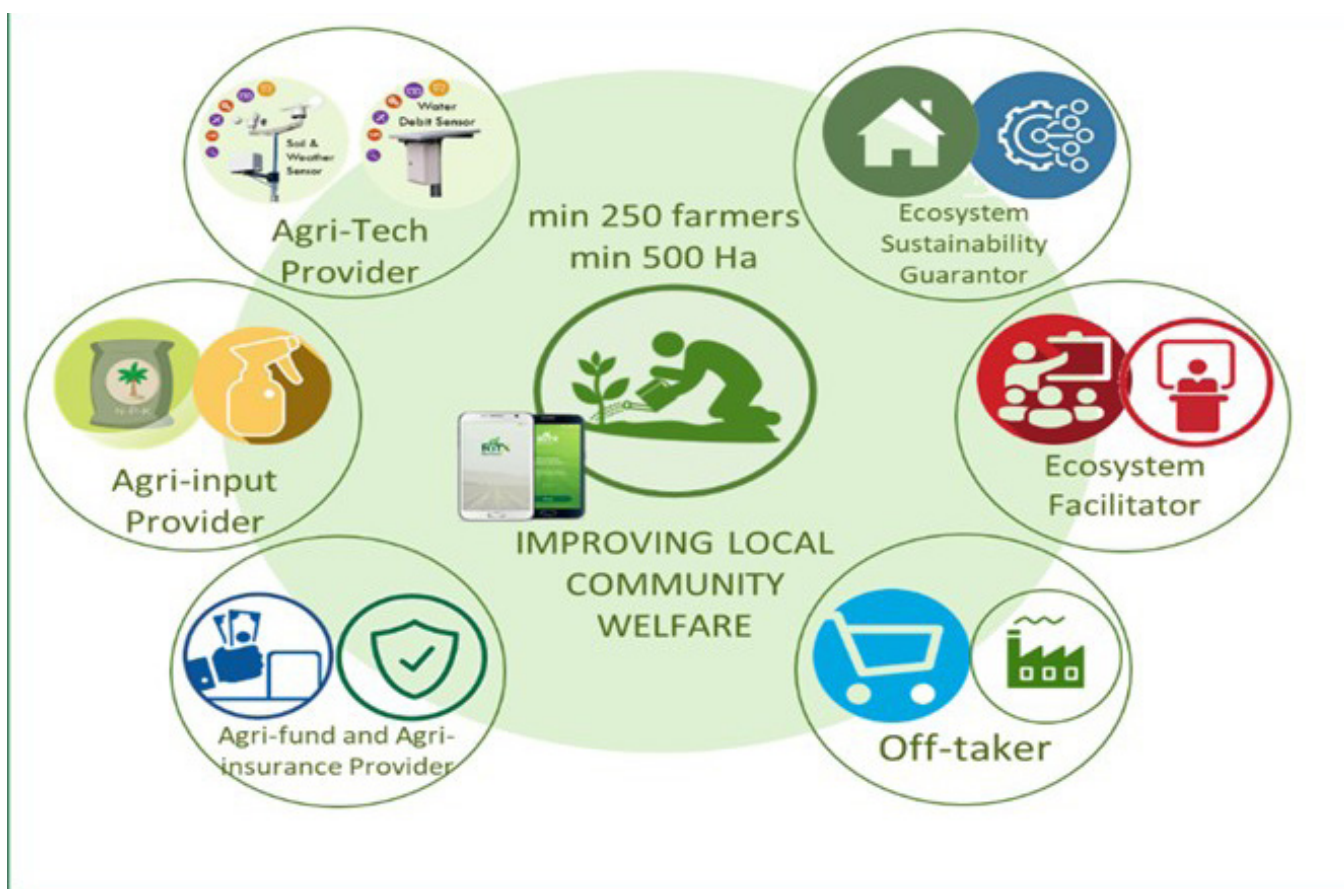 Soil &
Weather
Sensor
Water
Debit Sensor
Agri-Tech
Provider
min 250 farmers
min 500 Ha
Ecosystem
Sustainability
Guarantor
N P K
Agri-input
Provider
Ecosystem
Facilitator
IMPROVING LOCAL
COMMUNITY
WELFARE
Agri-fund and Agri-
insurance Provider
Off-taker